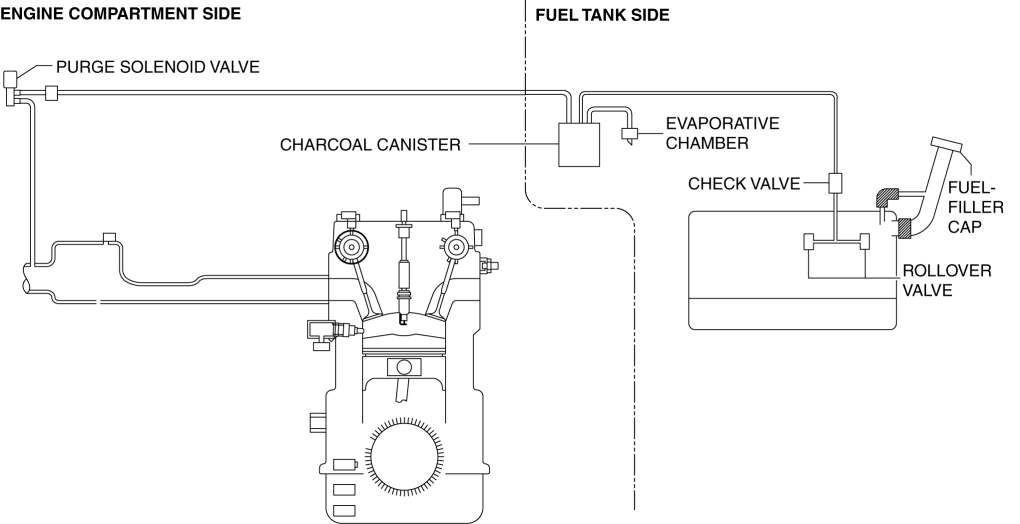 ENGINE COMPARTMENT SIDE
FUEL TANK SIDE
PURGE SOLENOID VALVE
CHARCOAL CANISTER
EVAPORATIVE
CHAMBER
CHECK VALVE
FUEL-
FILLER
CAP
ROLLOVER
VALVE